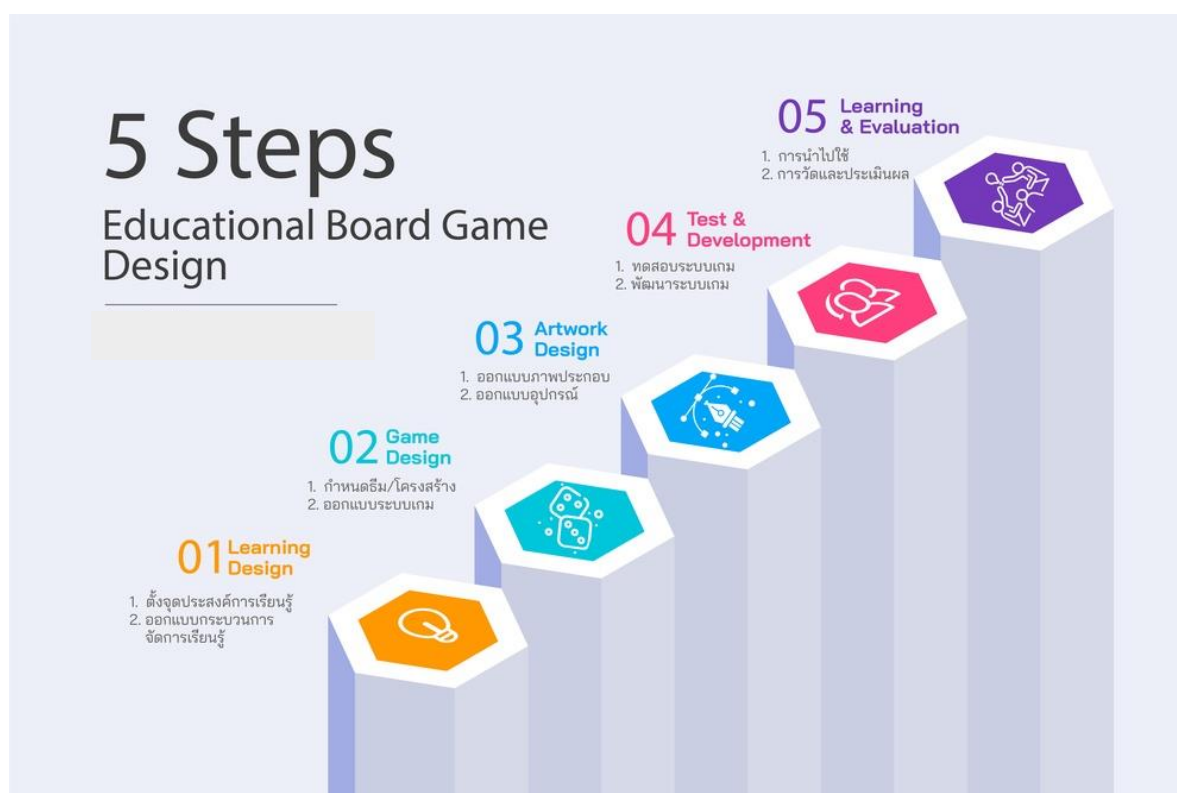 5 Steps
Educational Board Game
Design
01 Learning
Design
1. ตั้งจุดประสงค์การเรียนรู้
2. ออกแบบกระบวนการ
จัดการเรียนรู้
02 Game
Design
1. กำหนดธีม/โครงสร้าง
2. ออกแบบระบบเกม
03 Artwork
Design
1. ออกแบบภาพประกอบ
2. ออกแบบอุปกรณ์
04 Test &
Development
1. ทดสอบระบบเกม
2. พัฒนาระบบเกม
05 Learning
& Evaluation
1. การนำไปใช้
2. การวัดและประเมินผล